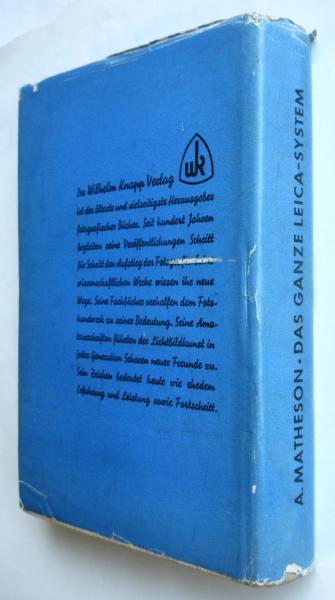 wk
Der Wilhelm Knapp Verlag
ist der älteste und vielseitigste Herausgeber
fotografischer Bücher. Seit hundert Jahren
begleiten seine Veröffentlichungen Schritt
für Schritt den Aufstieg der Fotografie. Seine
wissenschaftlichen Werke wiesen ihr neue
Wege. Seine Fachbücher verhalfen dem Foto-
handwerk zu seiner Bedeutung. Seine Ama-
teurschriften führten der Lichtbildkunst in
jeder Generation Scharen neuer Freunde zu.
Sein Zeichen bedeutet heute wie ehedem
Erfahrung und Leistung sowie Fortschritt.
A. MATHESON · DAS GANZE LEICA-SYSTEM